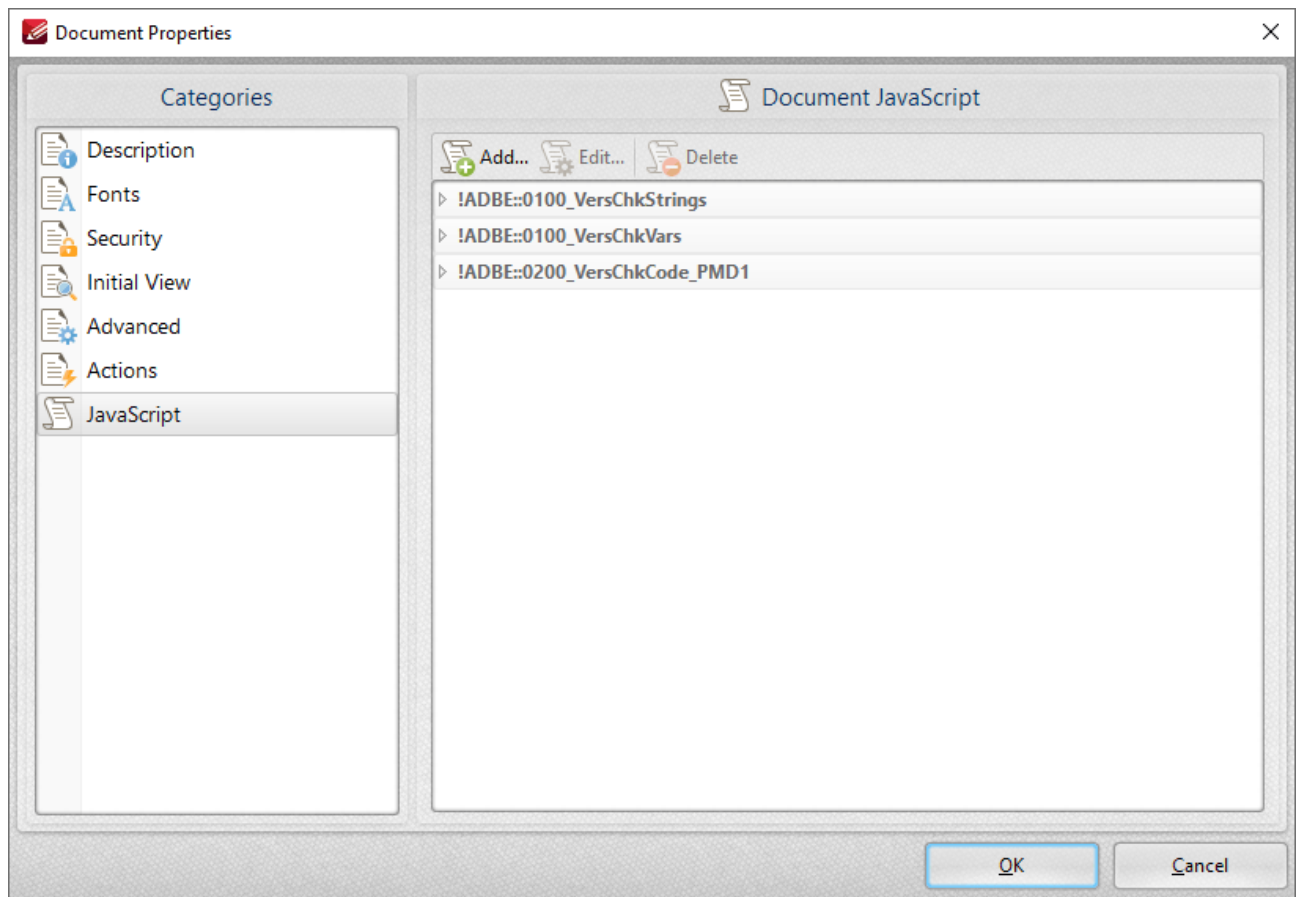 Document Properties
Categories
Description
Fonts
Security
Initial View
Advanced
Actions
JavaScript
Document JavaScript
Add... Edit... Delete
!ADBE::0100_VersChkStrings
!ADBE::0100_VersChkVars
!ADBE::0200_VersChkCode_PMD1
OK Cancel